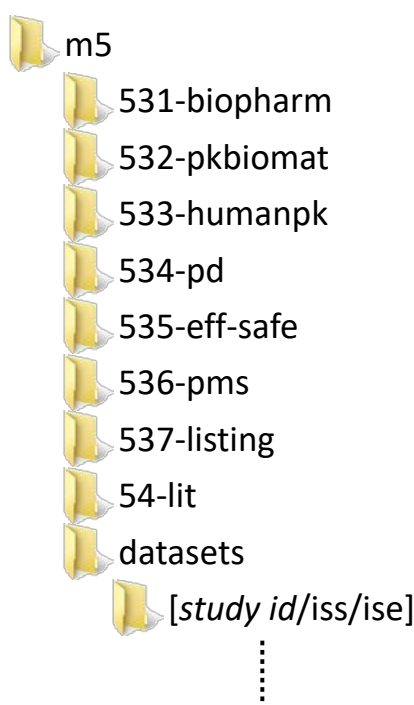 m5
531-biopharm
532-pkbiomat
533-humanpk
534-pd
535-eff-safe
536-pms
537-listing
54-lit
datasets
[study id/iss/ise]